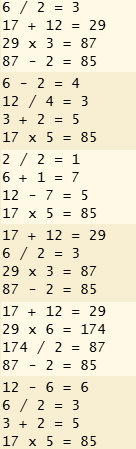 6 / 2 = 3
17 + 12 = 29
29 x 3 = 87
87 - 2 = 85
6 - 2 = 4
12 / 4 = 3
3 + 2 = 5
17 x 5 = 85
2 / 2 = 1
6 + 1 = 7
12 - 7 = 5
17 x 5 = 85
17 + 12 = 29
6 / 2 = 3
29 x 3 = 87
87 - 2 = 85
17 + 12 = 29
29 x 6 = 174
174 / 2 = 87
87 - 2 = 85
12 - 6 = 6
6 / 2 = 3
3 + 2 = 5
17 x 5 = 85